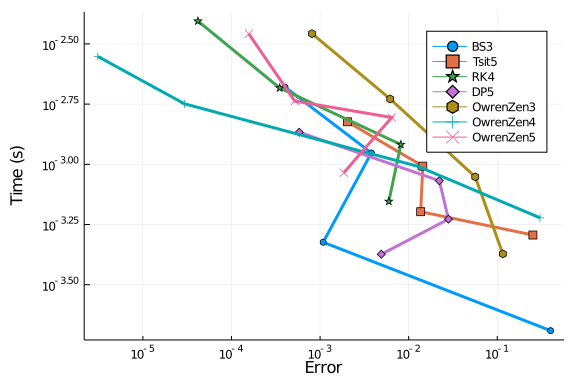 10⁻²·⁵⁰
10⁻²·⁷⁵
10⁻³·⁰⁰
10⁻³·²⁵
10⁻³·⁵⁰
Time (s)
BS3
Tsit5
RK4
DP5
OwrenZen3
OwrenZen4
OwrenZen5
10⁻⁵ 10⁻⁴ 10⁻³ 10⁻² 10⁻¹
Error